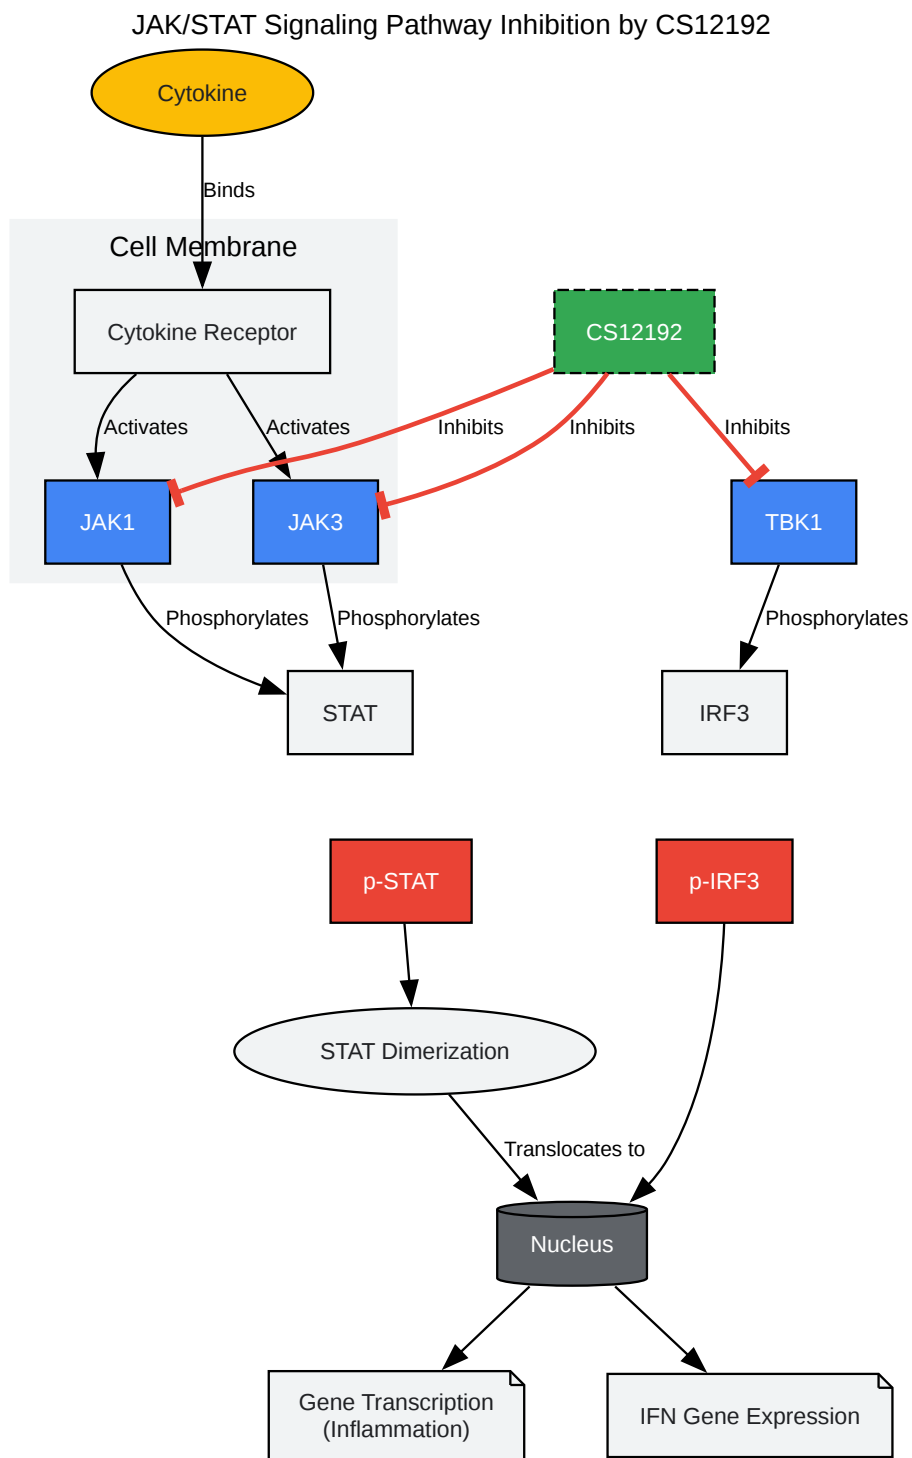 JAK/STAT Signaling Pathway Inhibition by CS12192
Cytokine
Binds
Cell Membrane
Cytokine Receptor
CS12192
Activates
Activates
Inhibits
Inhibits
Inhibits
JAK1
JAK3
TBK1
Phosphorylates
Phosphorylates
Phosphorylates
STAT
IRF3
p-STAT
p-IRF3
STAT Dimerization
Translocates to
Nucleus
Gene Transcription
(Inflammation)
IFN Gene Expression